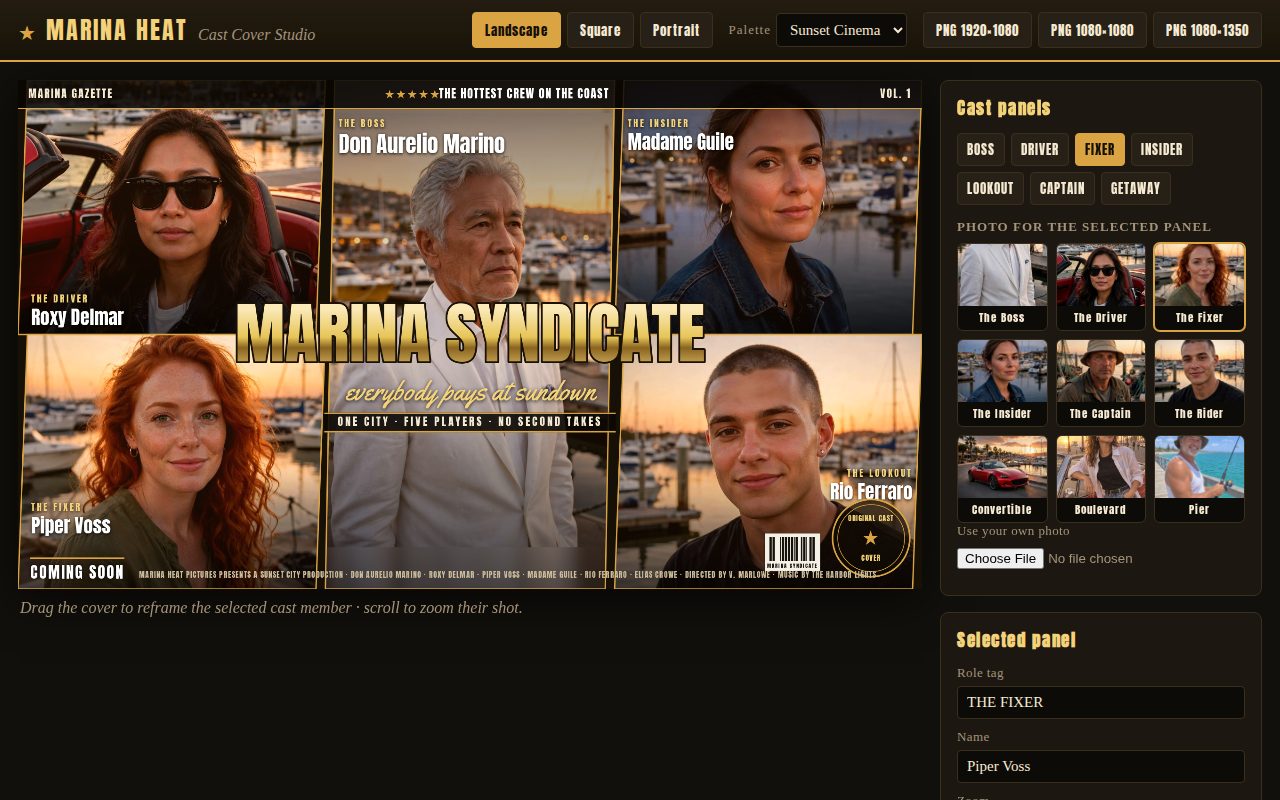 ★ MARINA HEAT Cast Cover Studio
Landscape Square Portrait Palette Sunset Cinema PNG 1920×1080 PNG 1080×1080 PNG 1080×1350
MARINA GAZETTE ★★★★★THE HOTTEST CREW ON THE COAST VOL. 1
THE BOSS
Don Aurelio Marino
THE INSIDER
Madame Guile
THE DRIVER
Roxy Delmar
MARINA SYNDICATE
everybody pays at sundown
ONE CITY · FIVE PLAYERS · NO SECOND TAKES
THE LOOKOUT
Rio Ferraro
THE FIXER
Piper Voss
ORIGINAL CAST
★
COVER
MARINA SYNDICATE
COMING SOON
MARINA HEAT PICTURES PRESENTS A SUNSET CITY PRODUCTION · DON AURELIO MARINO · ROXY DELMAR · PIPER VOSS · MADAME GUILE · RIO FERRARO · ELIAS CROWE · DIRECTED BY V. MARLOWE · MUSIC BY THE HARBOR LIGHTS
Drag the cover to reframe the selected cast member · scroll to zoom their shot.
Cast panels
BOSS DRIVER FIXER INSIDER
LOOKOUT CAPTAIN GETAWAY
PHOTO FOR THE SELECTED PANEL
The Boss The Driver The Fixer
The Insider The Captain The Rider
Convertible Boulevard Pier
Use your own photo
Choose File No file chosen
Selected panel
Role tag
THE FIXER
Name
Piper Voss